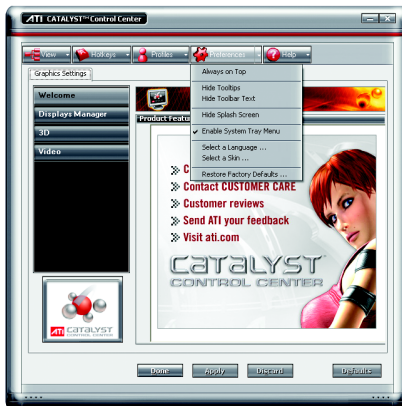 ATI CATALYST™ Control Center
View
Hotkeys
Profiles
Preferences
Help
Graphics Settings
Always on Top
Hide Tooltips
Hide Toolbar Text
Hide Splash Screen
Enable System Tray Menu
Select a Language ...
Select a Skin ...
Restore Factory Defaults ...
Welcome
Displays Manager
3D
Video
Product Featu
C
Contact CUSTOMER CARE
Customer reviews
Send ATI your feedback
Visit ati.com
CATALYST
CONTROL CENTER
ATI CATALYST
CONTROL CENTER
Done
Apply
Discard
Defaults